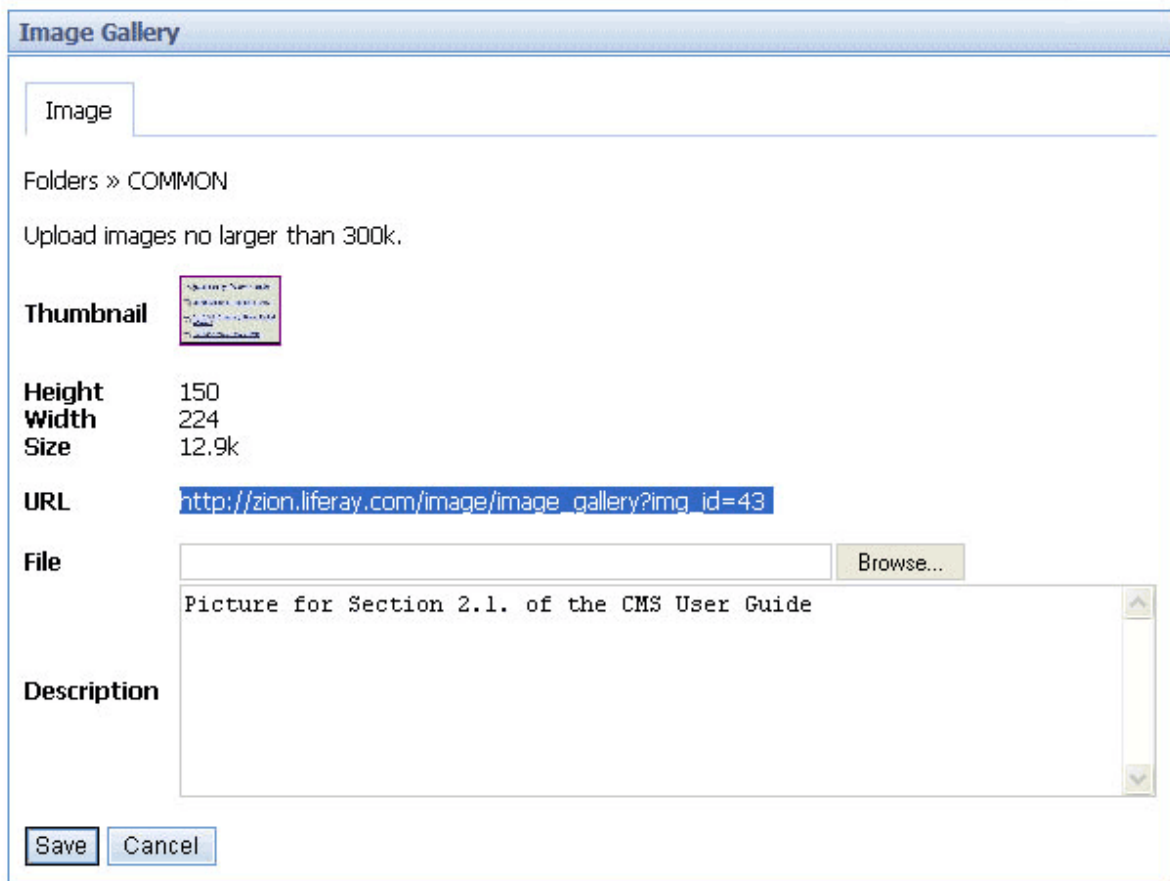 Image Gallery
Image
Folders » COMMON
Upload images no larger than 300k.
Thumbnail
Height 150
Width 224
Size 12.9k
URL http://zion.liferay.com/image/image_gallery?img_id=43
File Browse...
Picture for Section 2.1. of the CMS User Guide
Description
Save Cancel